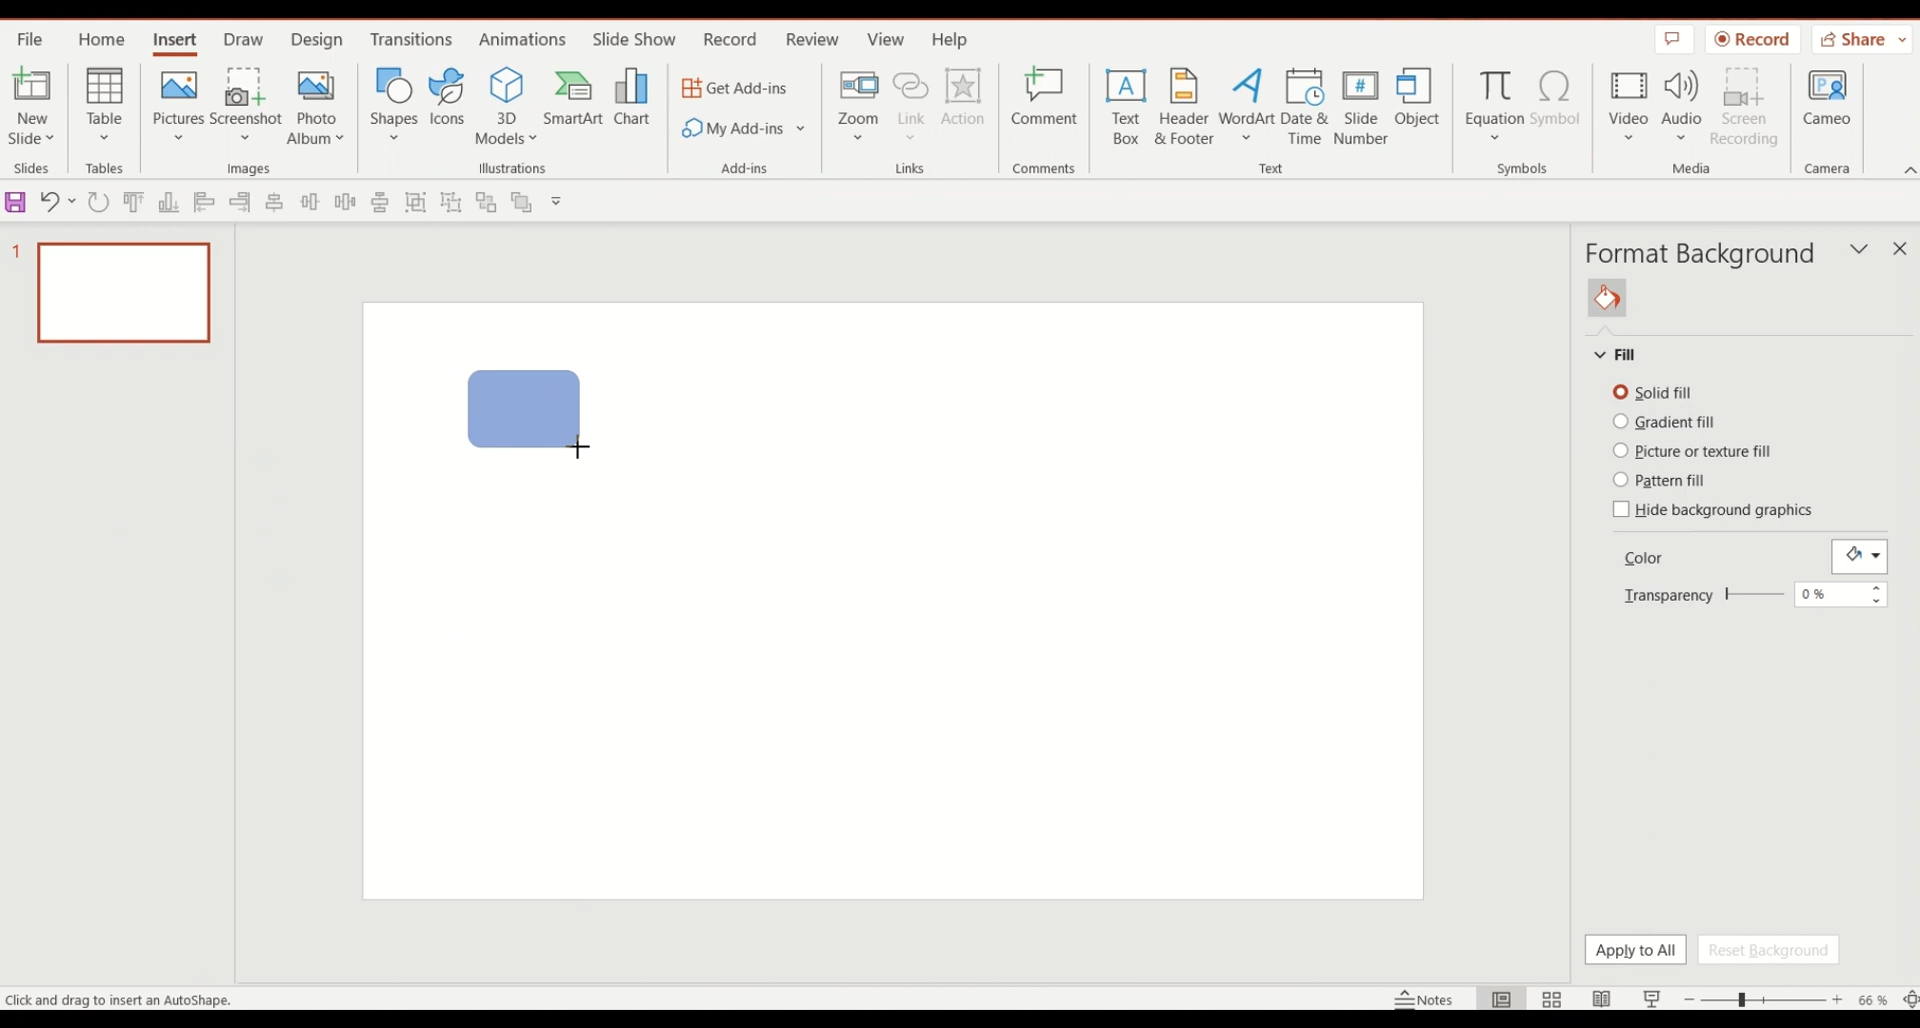 File Home Insert Draw Design Transitions Animations Slide Show Record Review View Help Record Share
New Slide Table Pictures Screenshot Photo Album Shapes Icons 3D Models SmartArt Chart Get Add-ins My Add-ins Zoom Link Action Comment Text Box Header & Footer WordArt Date & Time Slide Number Object Equation Symbol Video Audio Screen Recording Cameo
Slides Tables Images Illustrations Add-ins Links Comments Text Symbols Media Camera
1
Format Background
Fill
Solid fill
Gradient fill
Picture or texture fill
Pattern fill
Hide background graphics
Color
Transparency 0 %
Apply to All Reset Background
Click and drag to insert an AutoShape. Notes 66 %